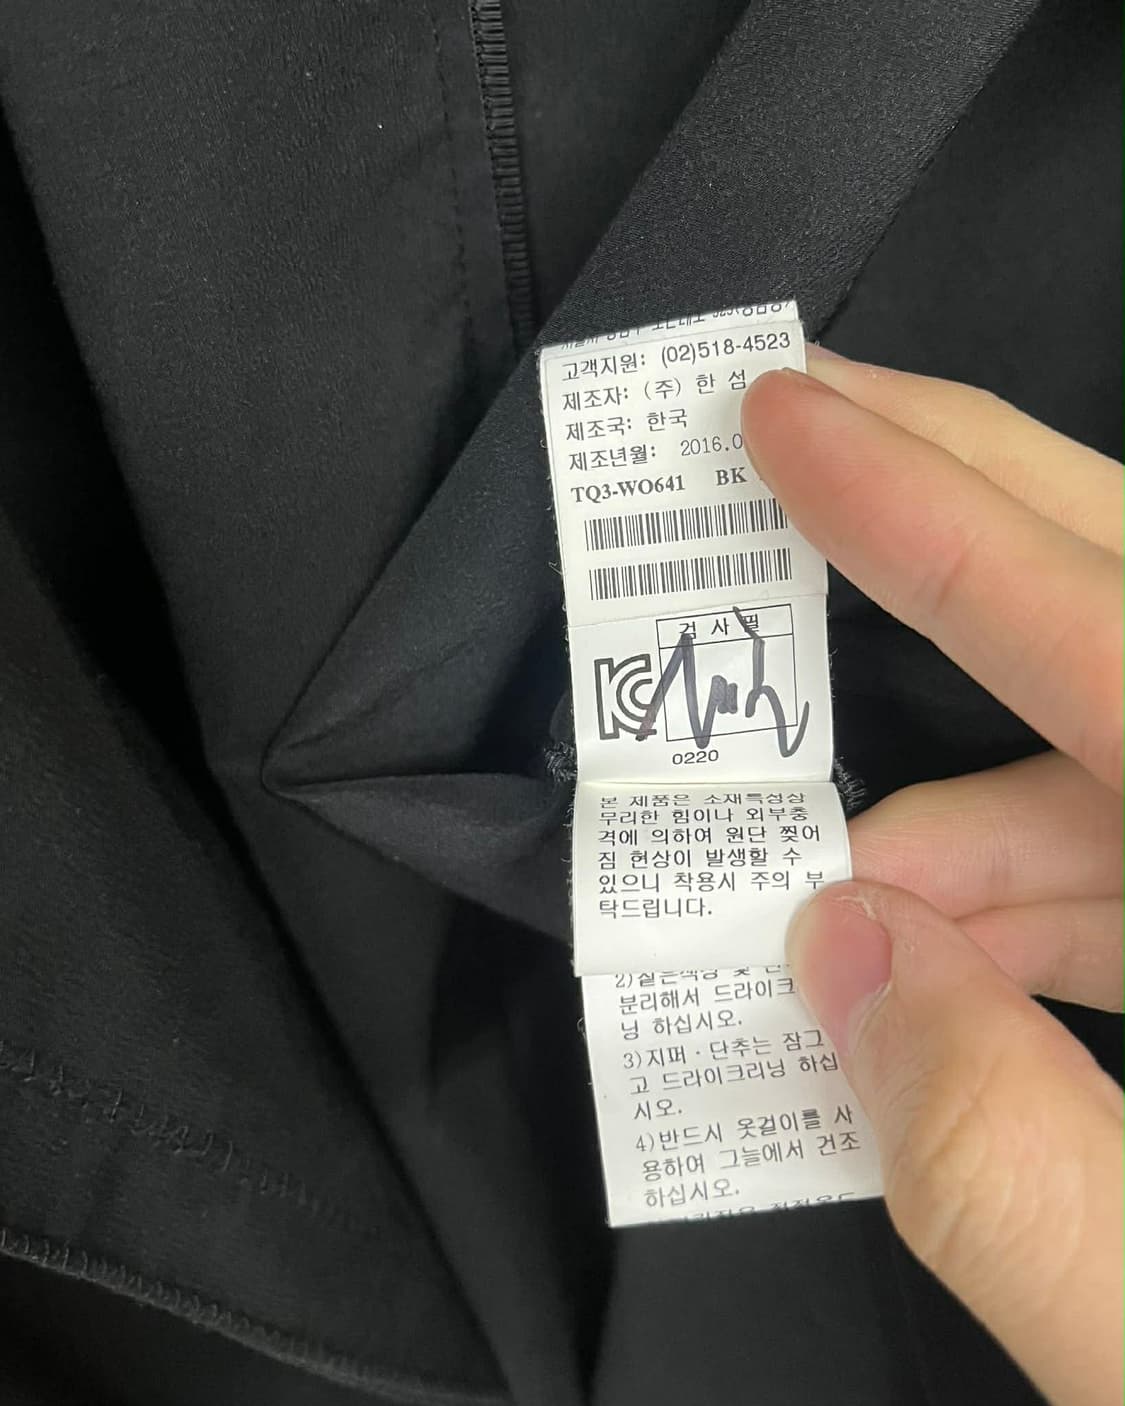 고객지원: (02)518-4523
제조자: (주) 한 섬
제조국: 한국
제조년월: 2016.0
TQ3-WO641 BK
검 사 필
KC
0220
본 제품은 소재특성상
무리한 힘이나 외부충
격에 의하여 원단 찢어
짐 현상이 발생할 수
있으니 착용시 주의 부
탁드립니다.
2)짙은색상 및
분리해서 드라이크
닝 하십시오.
3)지퍼·단추는 잠그
고 드라이크리닝 하십
시오.
4)반드시 옷걸이를 사
용하여 그늘에서 건조
하십시오.